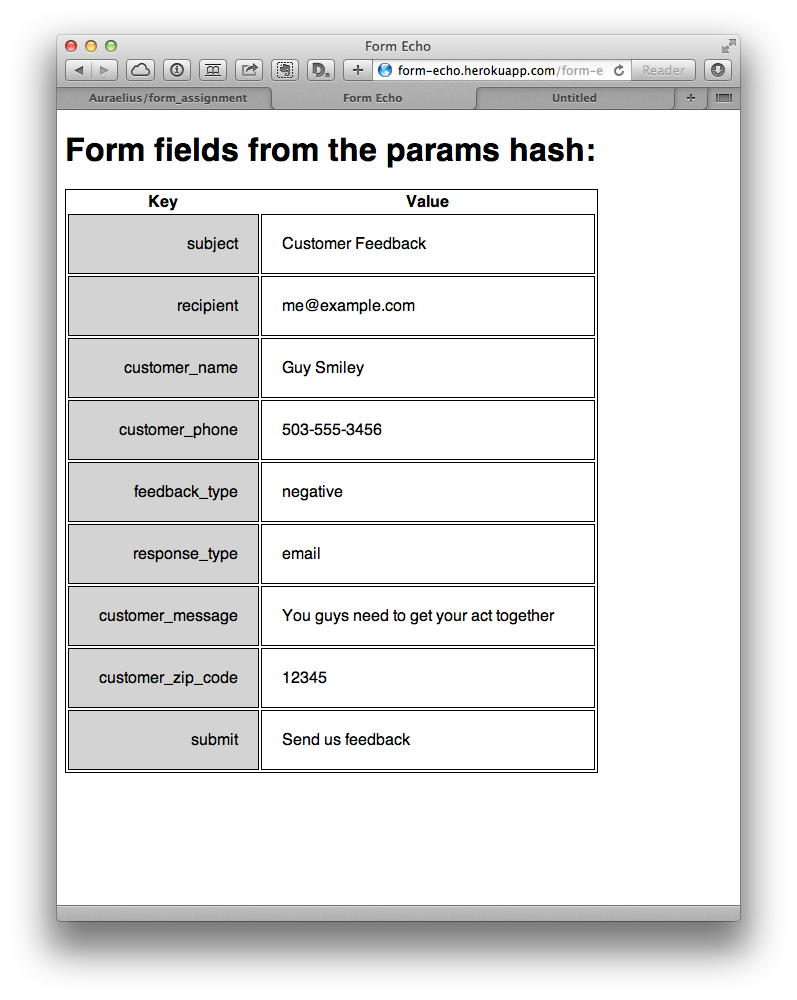 Form Echo
form-echo.herokuapp.com/form-e
Reader
D.
Auraelius/form_assignment
Form Echo
Untitled
Form fields from the params hash:
Key Value
subject Customer Feedback
recipient me@example.com
customer_name Guy Smiley
customer_phone 503-555-3456
feedback_type negative
response_type email
customer_message You guys need to get your act together
customer_zip_code 12345
submit Send us feedback